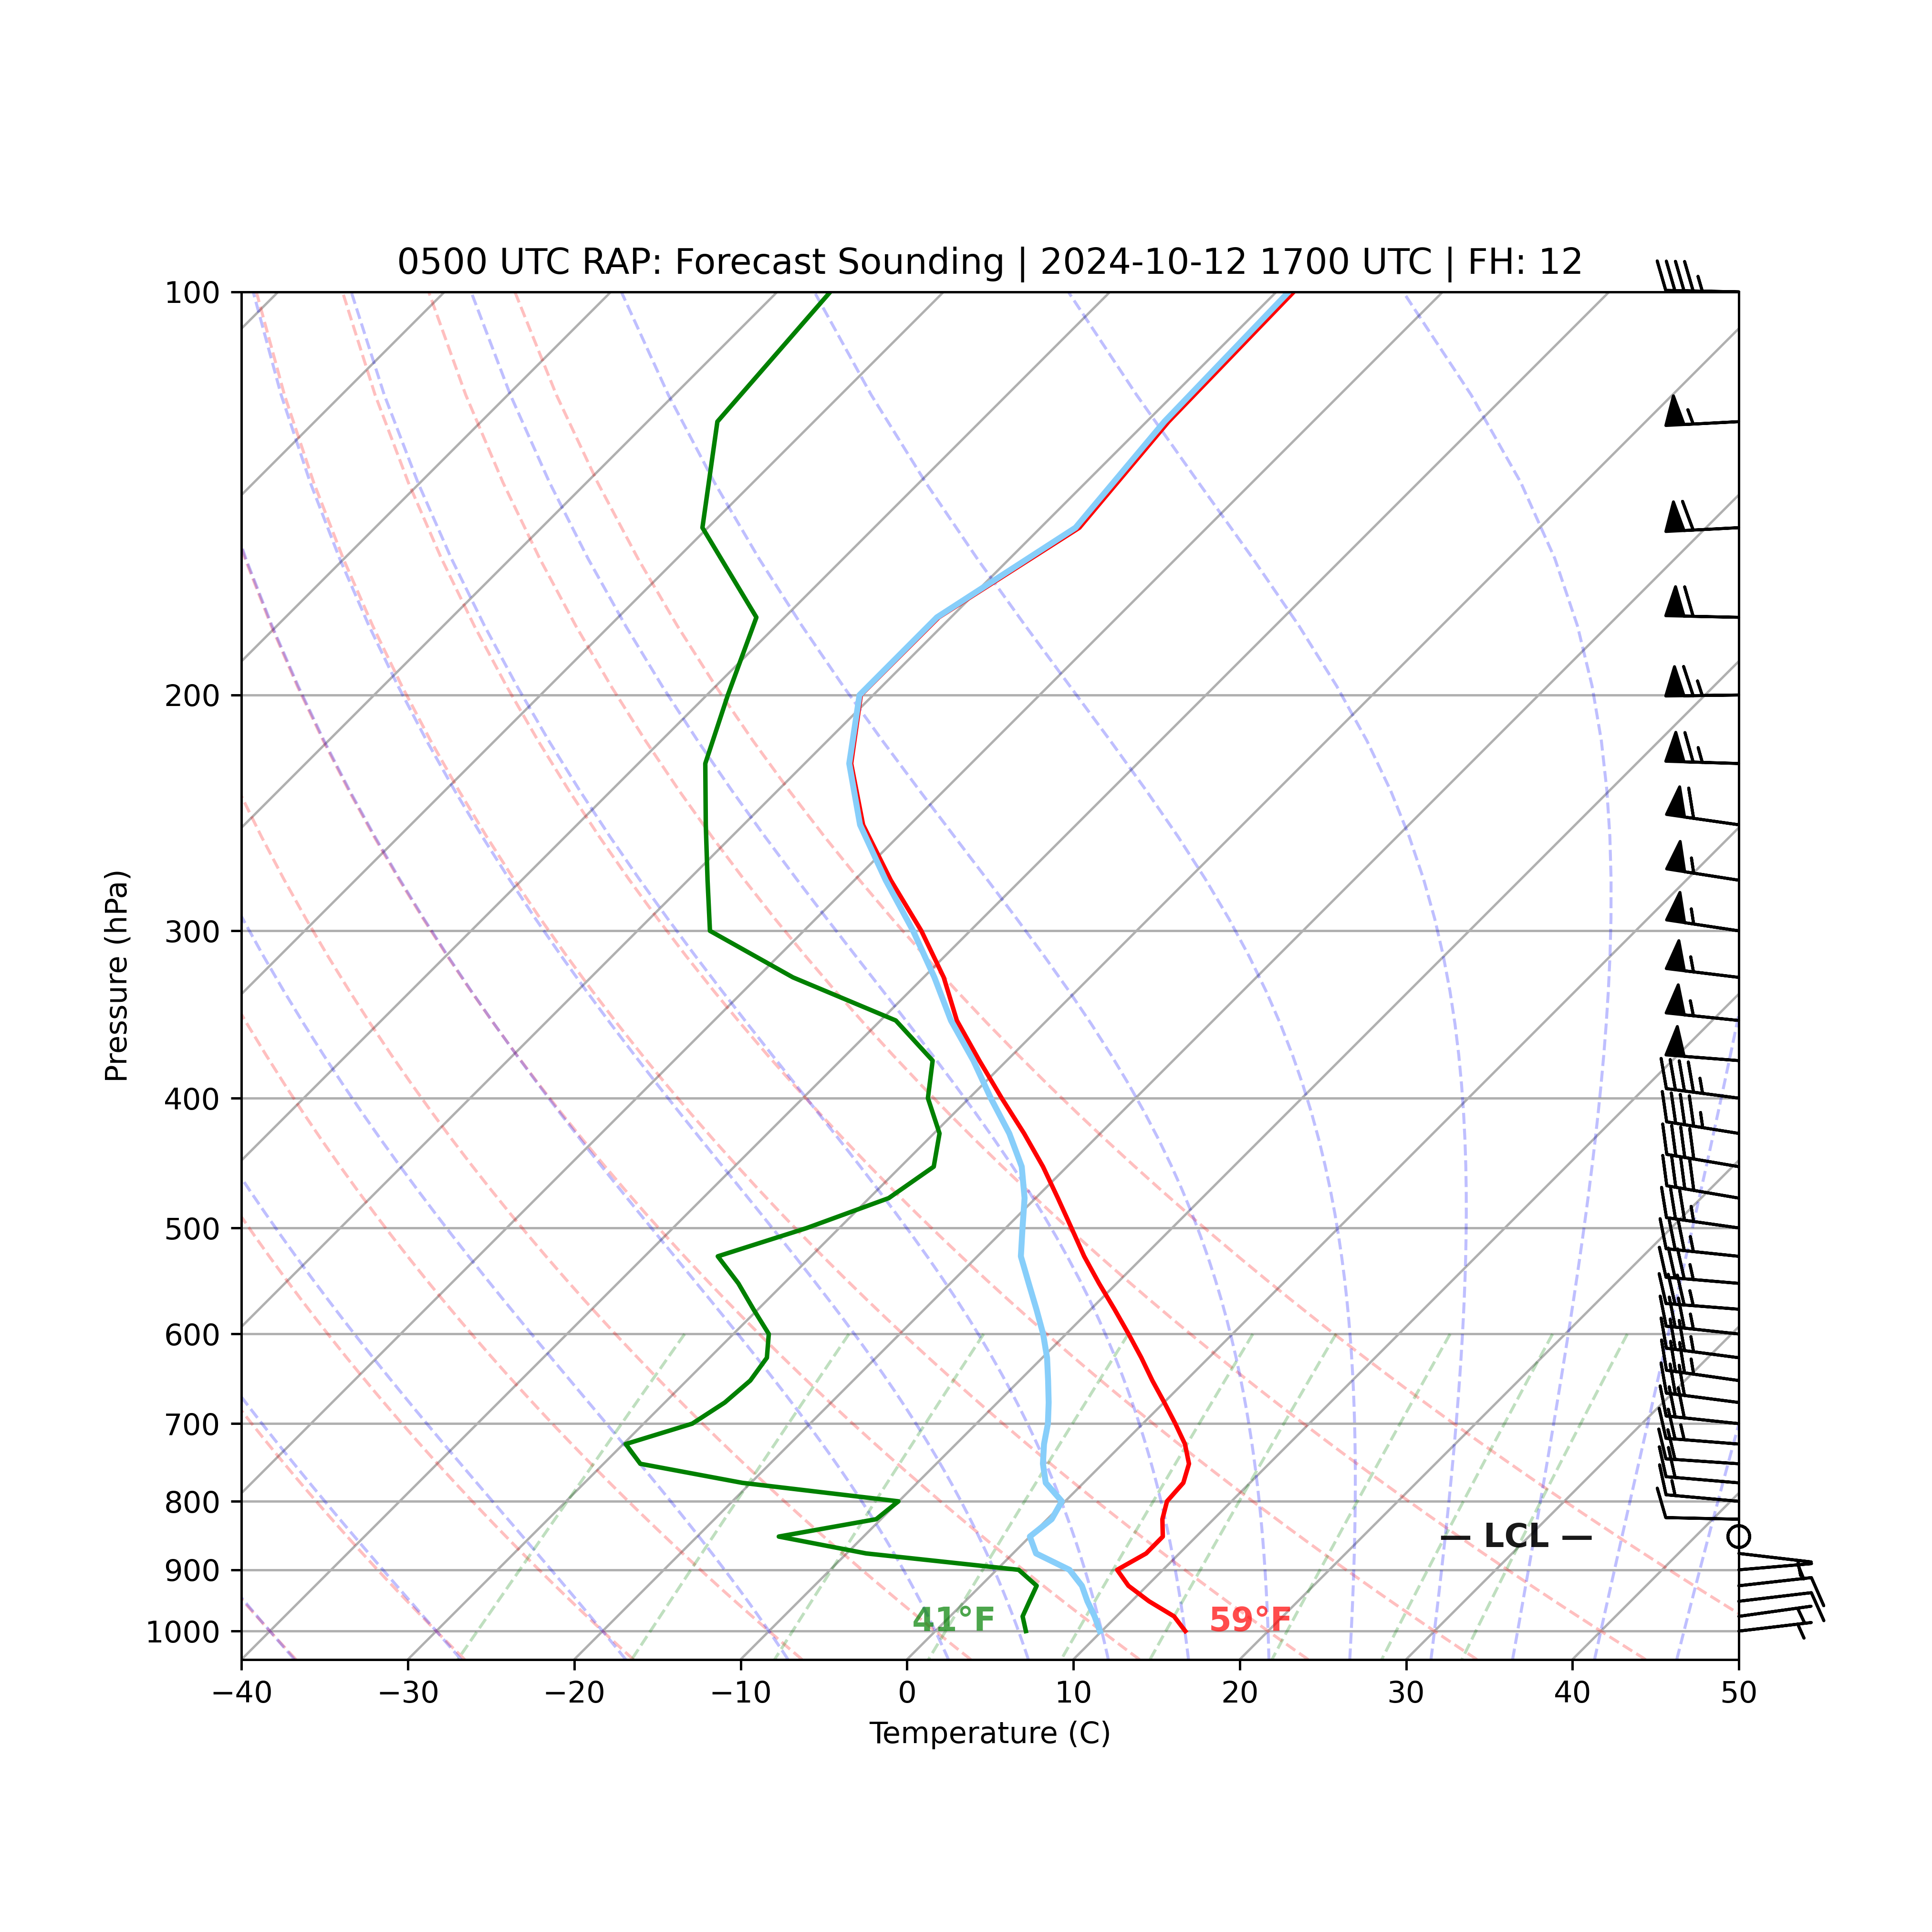 0500 UTC RAP: Forecast Sounding | 2024-10-12 1700 UTC | FH: 12
100
200
300
400
500
600
700
800
900
1000
Pressure (hPa)
— LCL —
41°F
59°F
−40 −30 −20 −10 0 10 20 30 40 50
Temperature (C)